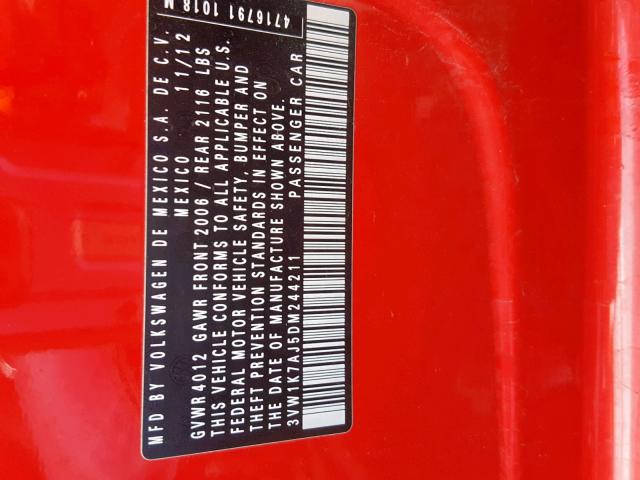 4716791 1018 M
MFD BY VOLKSWAGEN DE MEXICO S.A. DE C.V.
MEXICO 11/12
GVWR 4012 GAWR FRONT 2006 / REAR 2116 LBS
THIS VEHICLE CONFORMS TO ALL APPLICABLE U.S.
FEDERAL MOTOR VEHICLE SAFETY, BUMPER AND
THEFT PREVENTION STANDARDS IN EFFECT ON
THE DATE OF MANUFACTURE SHOWN ABOVE.
3VW1K7AJ5DM244211 PASSENGER CAR